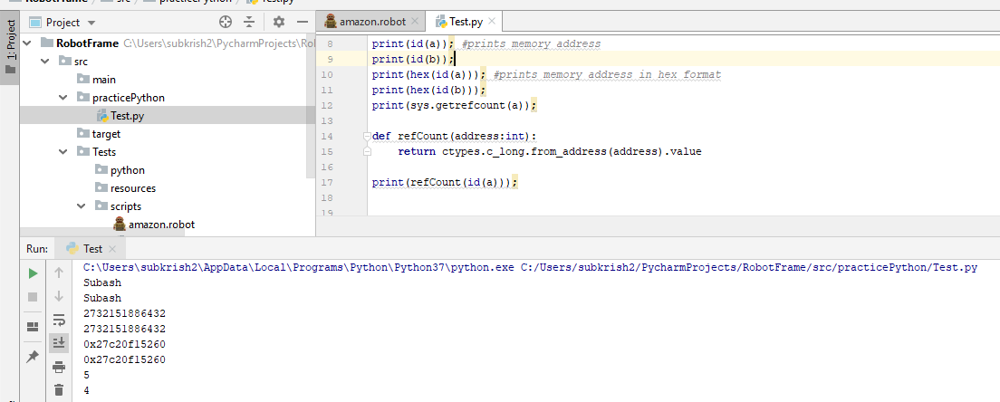 RobotFrame src practicePython Test.py
1: Project
Project
amazon.robot
Test.py
RobotFrame C:\Users\subkrish2\PycharmProjects\Ro
src
main
practicePython
Test.py
target
Tests
python
resources
scripts
amazon.robot
8 print(id(a)); #prints memory address
9 print(id(b));
10 print(hex(id(a))); #prints memory address in hex format
11 print(hex(id(b)));
12 print(sys.getrefcount(a));
13
14 def refCount(address:int):
15 return ctypes.c_long.from_address(address).value
16
17 print(refCount(id(a)));
18
19
Run: Test
C:\Users\subkrish2\AppData\Local\Programs\Python\Python37\python.exe C:/Users/subkrish2/PycharmProjects/RobotFrame/src/practicePython/Test.py
Subash
Subash
2732151886432
2732151886432
0x27c20f15260
0x27c20f15260
5
4